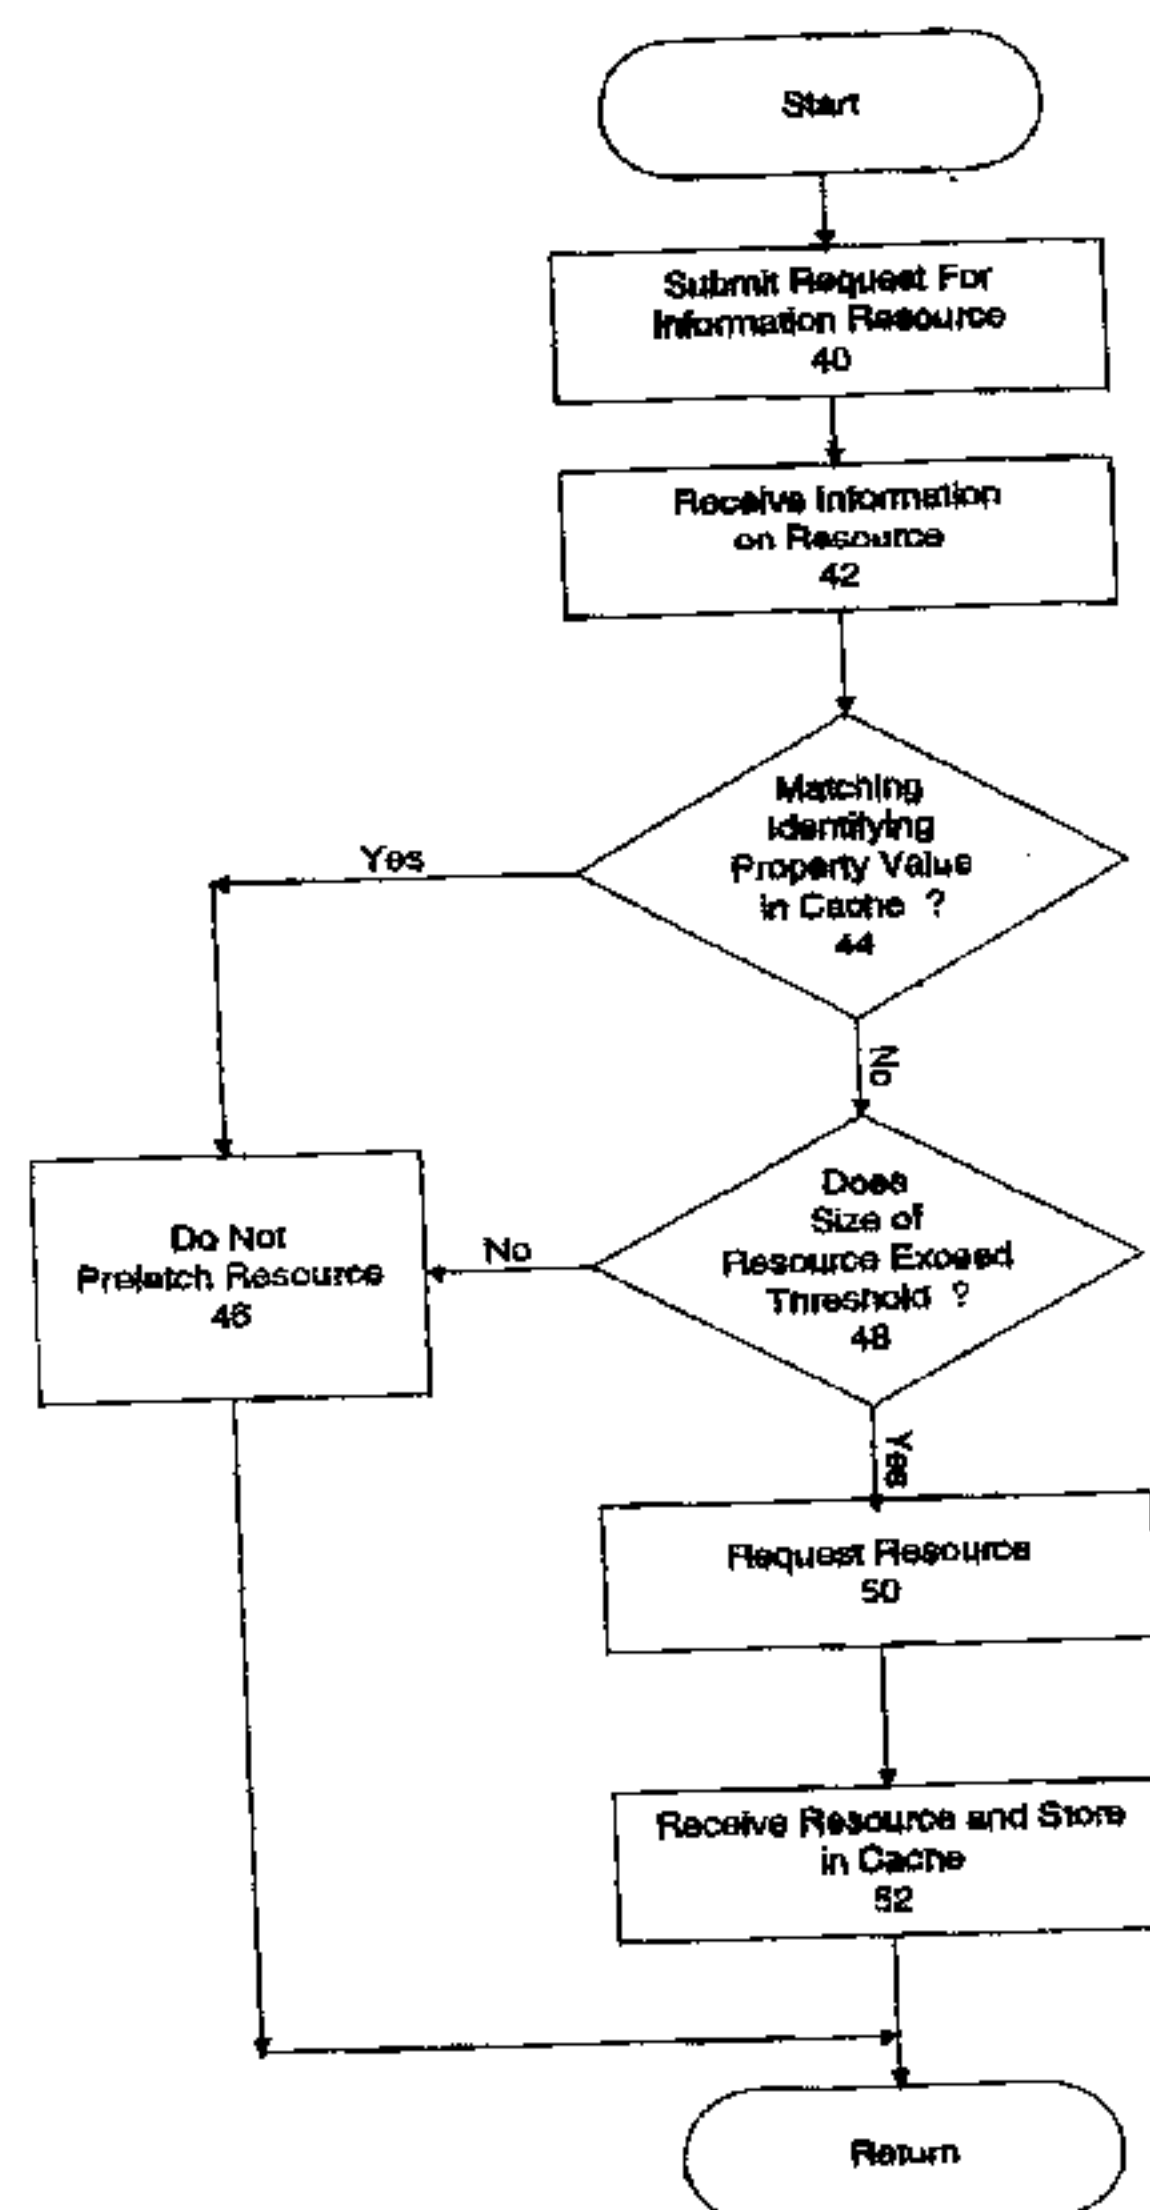 Start
Submit Request For
Information Resource
40
Receive Information
on Resource
42
Matching
Identifying
Property Value
in Cache ?
44
Yes
No
Does
Size of
Resource Exceed
Threshold ?
48
No
Do Not
Prefetch Resource
46
Yes
Request Resource
50
Receive Resource and Store
in Cache
52
Return